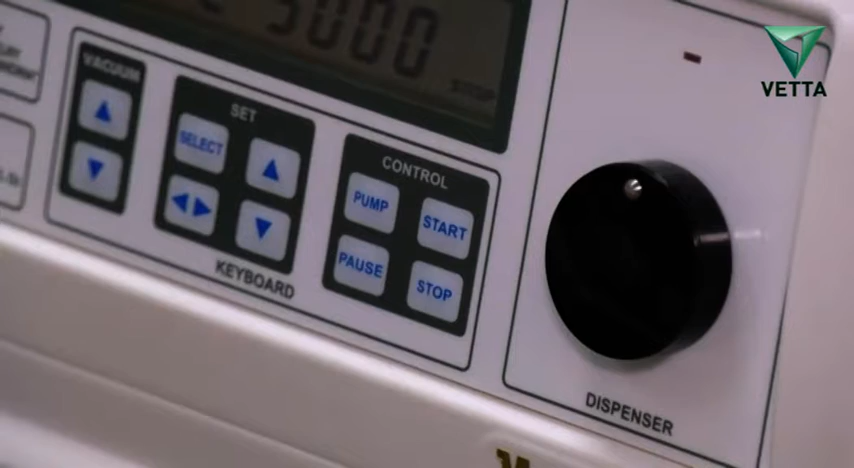 5000
STOP
VETTA
VACUUM
SET
SELECT
KEYBOARD
CONTROL
PUMP
START
PAUSE
STOP
DISPENSER